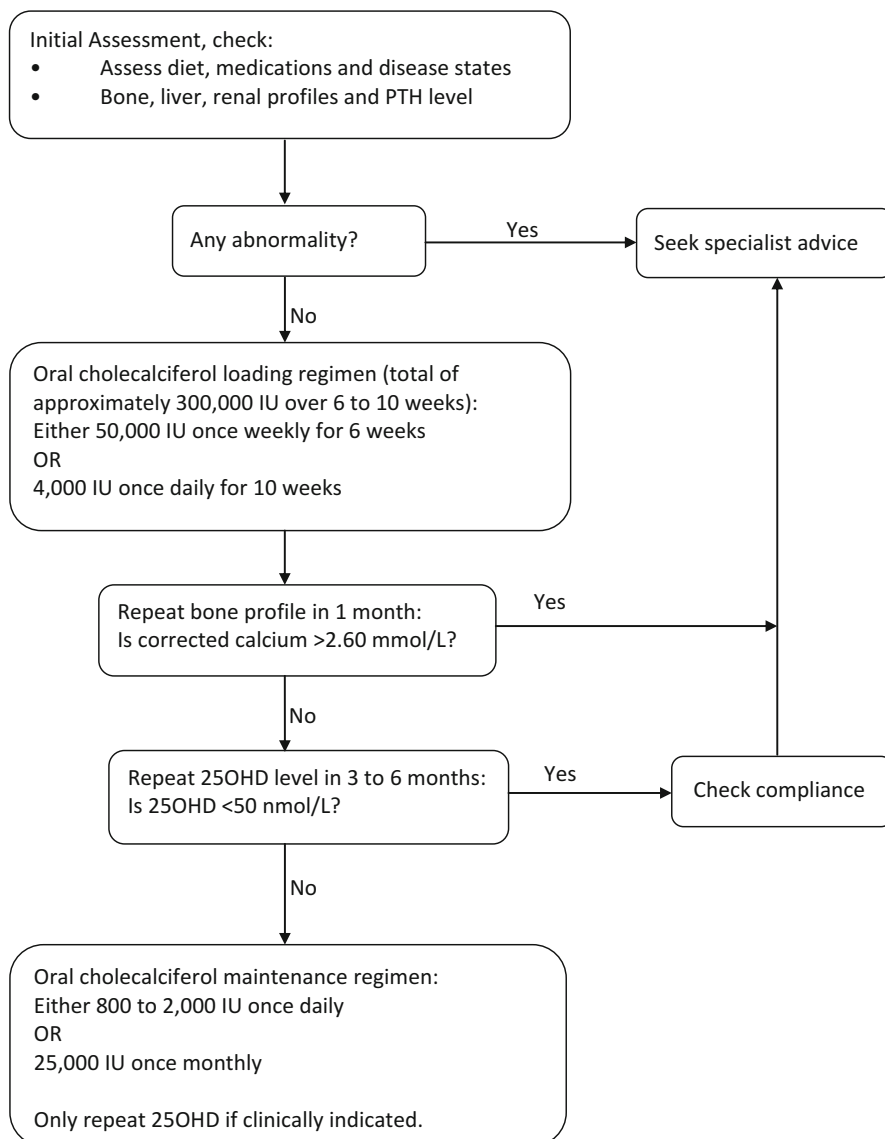 Initial Assessment, check:
• Assess diet, medications and disease states
• Bone, liver, renal profiles and PTH level
Any abnormality?
Yes
Seek specialist advice
No
Oral cholecalciferol loading regimen (total of
approximately 300,000 IU over 6 to 10 weeks):
Either 50,000 IU once weekly for 6 weeks
OR
4,000 IU once daily for 10 weeks
Repeat bone profile in 1 month:
Is corrected calcium >2.60 mmol/L?
Yes
No
Repeat 25OHD level in 3 to 6 months:
Is 25OHD <50 nmol/L?
Yes
Check compliance
No
Oral cholecalciferol maintenance regimen:
Either 800 to 2,000 IU once daily
OR
25,000 IU once monthly
Only repeat 25OHD if clinically indicated.